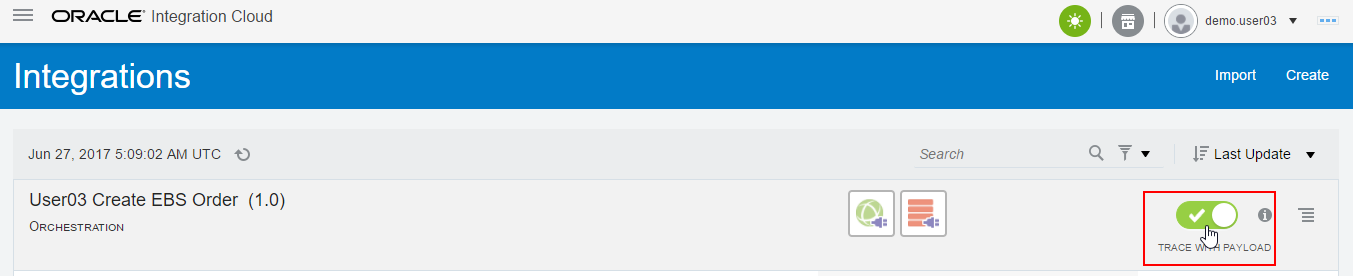 ORACLE® Integration Cloud
demo.user03
Integrations
Import
Create
Jun 27, 2017 5:09:02 AM UTC
Search
Last Update
User03 Create EBS Order (1.0)
ORCHESTRATION
TRACE WITH PAYLOAD